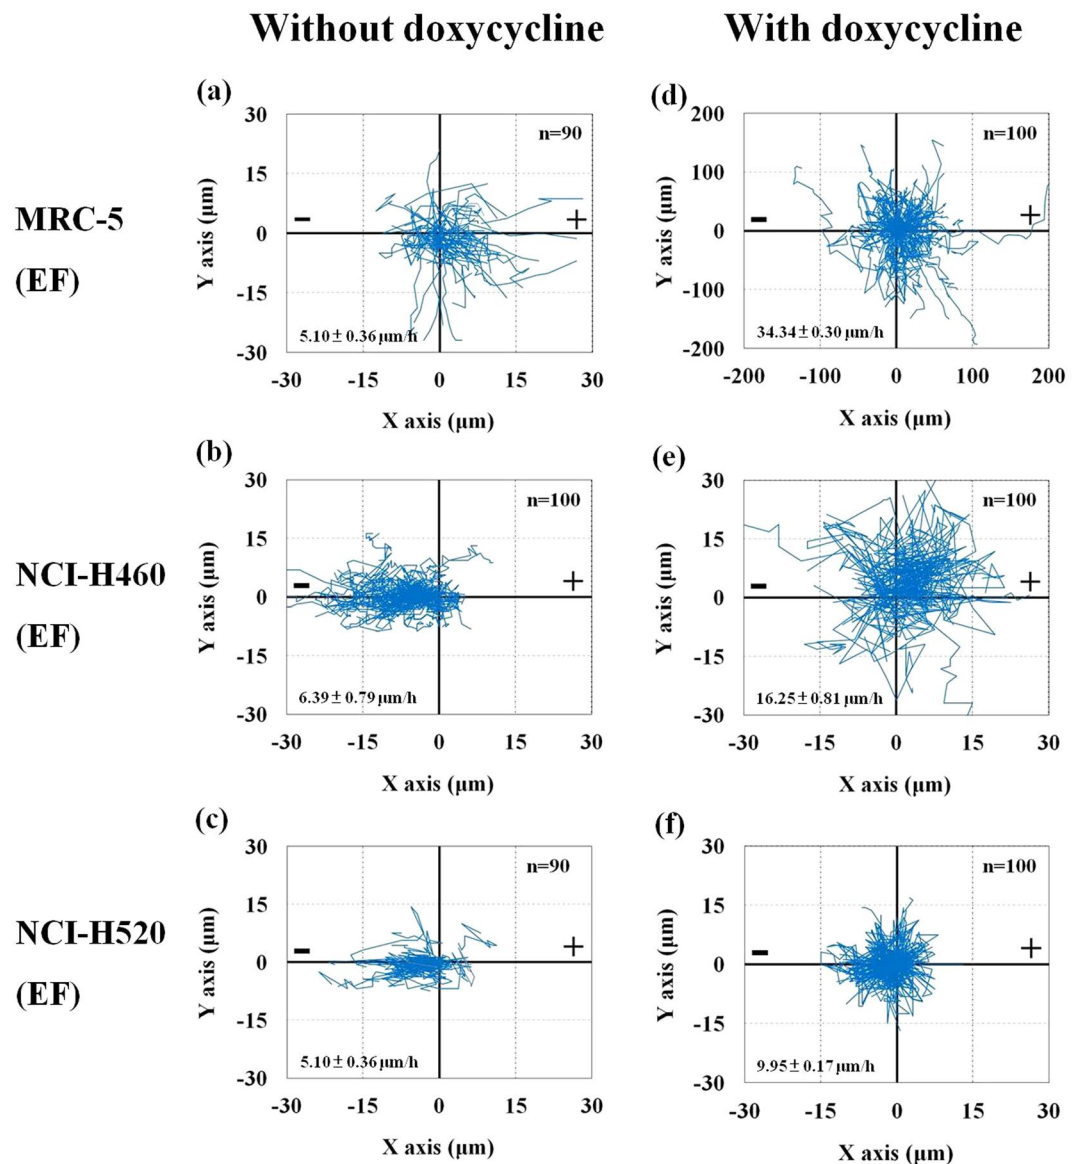 Without doxycycline
With doxycycline
MRC-5
(EF)
(a)
30
15
0
-15
-30
Y axis (μm)
n=90
−
+
5.10±0.36 μm/h
-30 -15 0 15 30
X axis (μm)
(d)
200
100
0
-100
-200
Y axis (μm)
n=100
−
+
34.34±0.30 μm/h
-200 -100 0 100 200
X axis (μm)
NCI-H460
(EF)
(b)
30
15
0
-15
-30
Y axis (μm)
n=100
−
+
6.39±0.79 μm/h
-30 -15 0 15 30
X axis (μm)
(e)
30
15
0
-15
-30
Y axis (μm)
n=100
−
+
16.25±0.81 μm/h
-30 -15 0 15 30
X axis (μm)
NCI-H520
(EF)
(c)
30
15
0
-15
-30
Y axis (μm)
n=90
−
+
5.10±0.36 μm/h
-30 -15 0 15 30
X axis (μm)
(f)
30
15
0
-15
-30
Y axis (μm)
n=100
−
+
9.95±0.17 μm/h
-30 -15 0 15 30
X axis (μm)